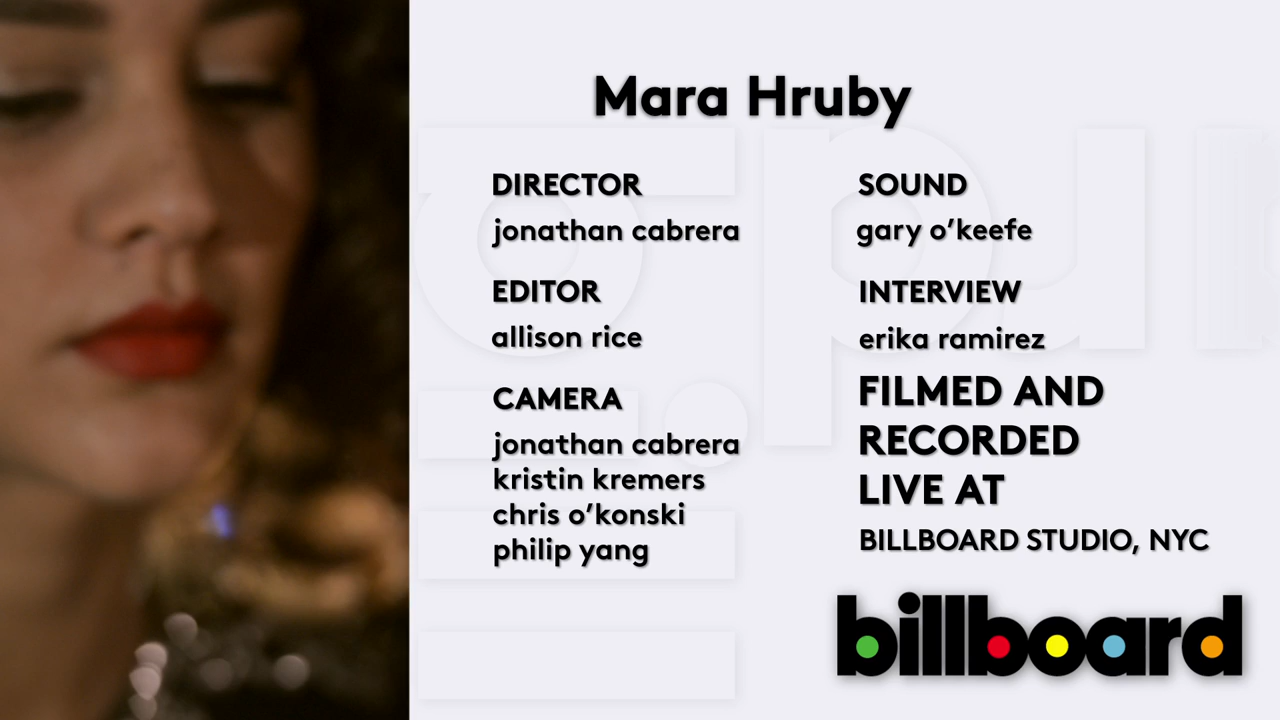 Mara Hruby
DIRECTOR
jonathan cabrera
EDITOR
allison rice
CAMERA
jonathan cabrera
kristin kremers
chris o’konski
philip yang
SOUND
gary o’keefe
INTERVIEW
erika ramirez
FILMED AND
RECORDED
LIVE AT
BILLBOARD STUDIO, NYC
billboard